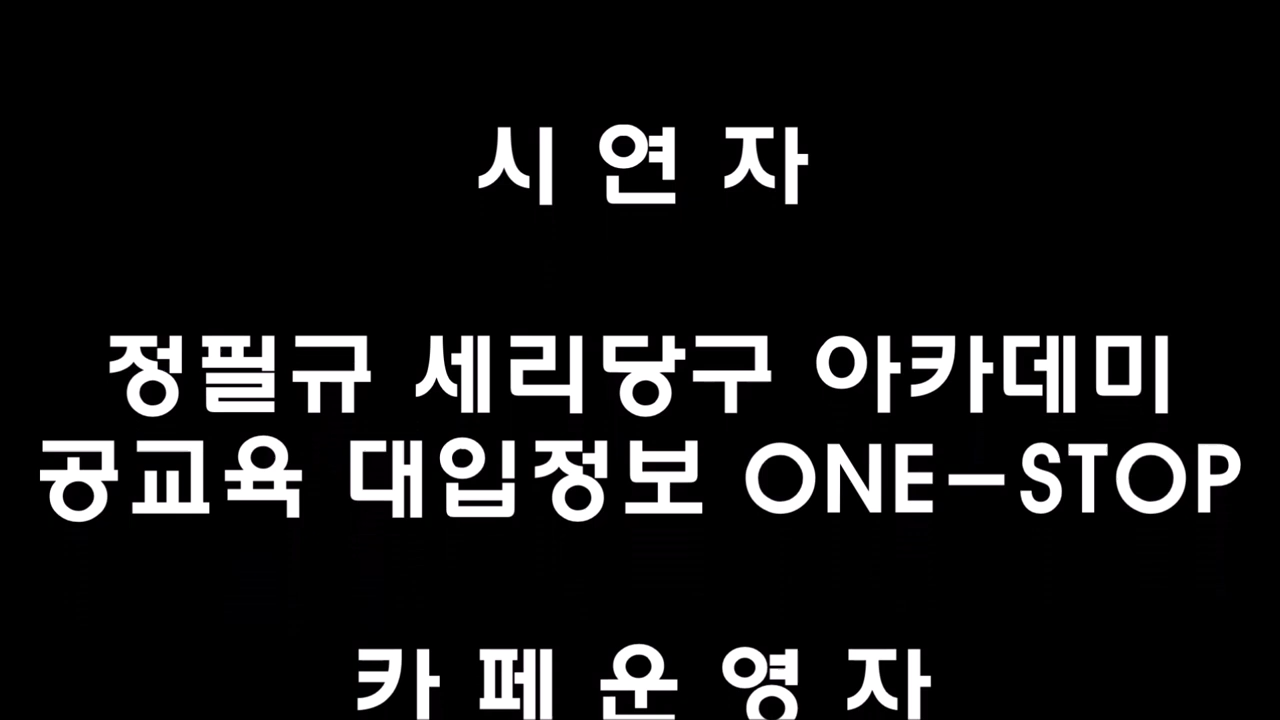 시 연 자
정필규 세리당구 아카데미
공교육 대입정보 ONE-STOP
카 페 운 영 자